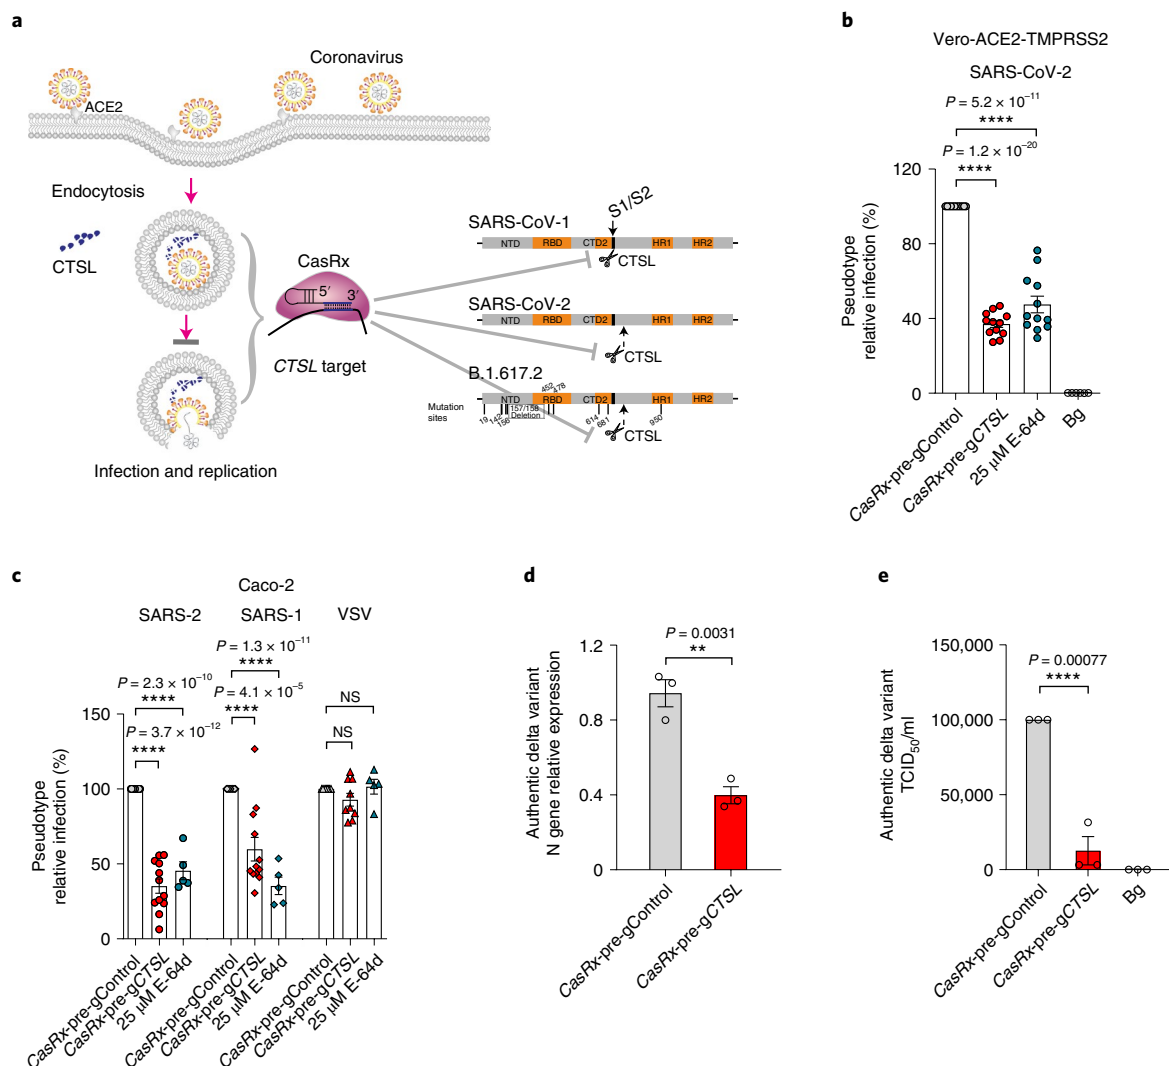 a
Coronavirus
ACE2
Endocytosis
CTSL
Infection and replication
CasRx
5′
3′
CTSL target
SARS-CoV-1
S1/S2
NTD RBD CTD2 HR1 HR2
CTSL
SARS-CoV-2
NTD RBD CTD2 HR1 HR2
CTSL
B.1.617.2
452
478
NTD RBD CTD2 HR1 HR2
Mutation
sites
19
142
156
157/158
Deletion
614
681
950
CTSL
b
Vero-ACE2-TMPRSS2
SARS-CoV-2
P = 5.2 × 10⁻¹¹
****
P = 1.2 × 10⁻²⁰
****
Pseudotype
relative infection (%)
120
80
40
0
CasRx-pre-gControl
CasRx-pre-gCTSL
25 µM E-64d
Bg
c
Caco-2
SARS-2 SARS-1 VSV
P = 1.3 × 10⁻¹¹
****
P = 2.3 × 10⁻¹⁰
****
P = 4.1 × 10⁻⁵
****
P = 3.7 × 10⁻¹²
****
NS
NS
Pseudotype
relative infection (%)
150
100
50
0
CasRx-pre-gControl
CasRx-pre-gCTSL
25 µM E-64d
CasRx-pre-gControl
CasRx-pre-gCTSL
25 µM E-64d
CasRx-pre-gControl
CasRx-pre-gCTSL
25 µM E-64d
d
P = 0.0031
**
Authentic delta variant
N gene relative expression
1.2
0.8
0.4
0
CasRx-pre-gControl
CasRx-pre-gCTSL
e
P = 0.00077
****
Authentic delta variant
TCID₅₀/ml
150,000
100,000
50,000
0
CasRx-pre-gControl
CasRx-pre-gCTSL
Bg